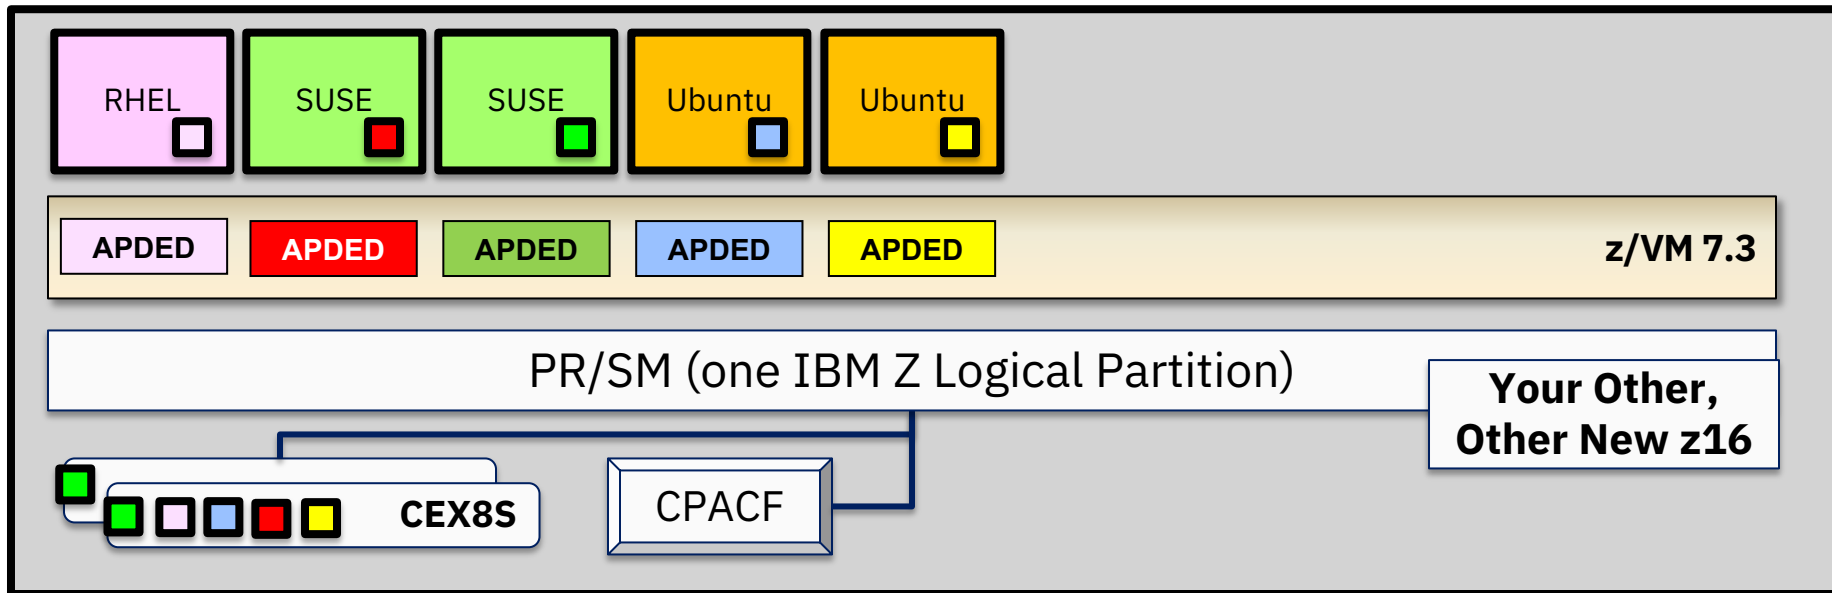 RHEL
SUSE
SUSE
Ubuntu
Ubuntu
APDED
APDED
APDED
APDED
APDED
z/VM 7.3
PR/SM (one IBM Z Logical Partition)
Your Other,
Other New z16
CEX8S
CPACF